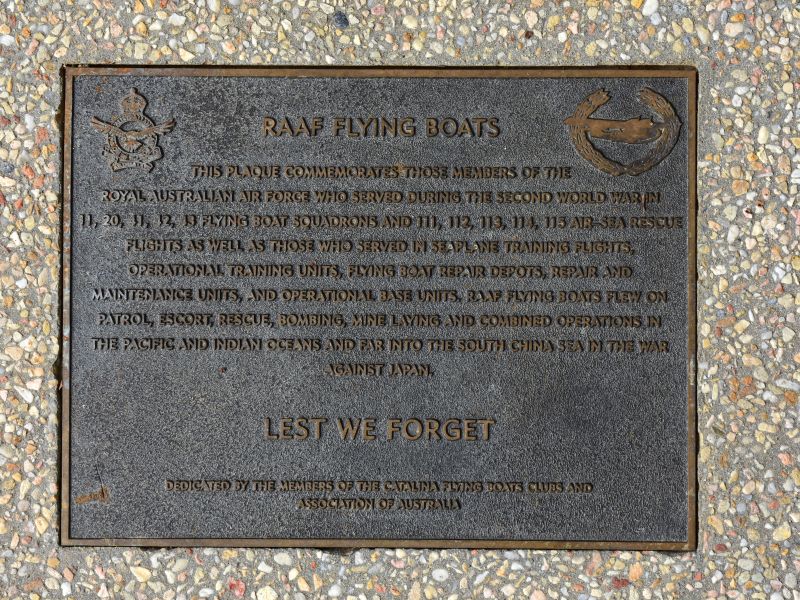 RAAF FLYING BOATS
THIS PLAQUE COMMEMORATES THOSE MEMBERS OF THE
ROYAL AUSTRALIAN AIR FORCE WHO SERVED DURING THE SECOND WORLD WAR IN
11, 20, 41, 42, 43 FLYING BOAT SQUADRONS AND 111, 112, 113, 114, 115 AIR-SEA RESCUE
FLIGHTS AS WELL AS THOSE WHO SERVED IN SEAPLANE TRAINING FLIGHTS,
OPERATIONAL TRAINING UNITS, FLYING BOAT REPAIR DEPOTS, REPAIR AND
MAINTENANCE UNITS, AND OPERATIONAL BASE UNITS. RAAF FLYING BOATS FLEW ON
PATROL, ESCORT, RESCUE, BOMBING, MINE LAYING AND COMBINED OPERATIONS IN
THE PACIFIC AND INDIAN OCEANS AND FAR INTO THE SOUTH CHINA SEA IN THE WAR
AGAINST JAPAN.
LEST WE FORGET
DEDICATED BY THE MEMBERS OF THE CATALINA FLYING BOATS CLUBS AND
ASSOCIATION OF AUSTRALIA